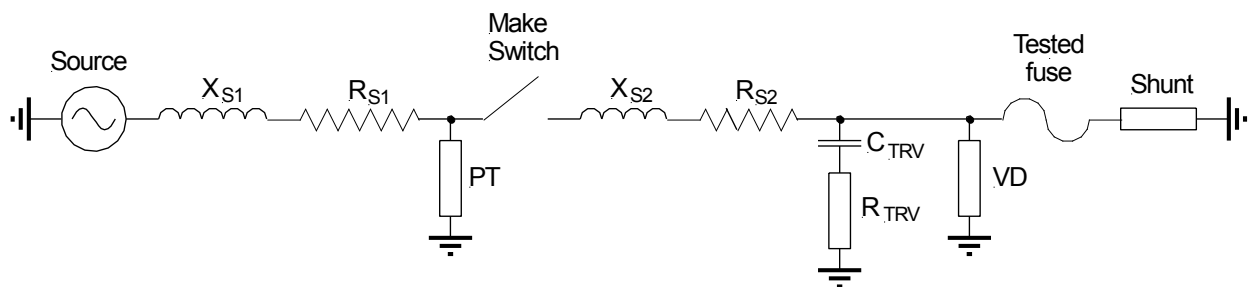 Make
Switch
Tested
fuse
Source
Shunt
XS1
RS1
XS2
RS2
CTRV
PT
VD
RTRV